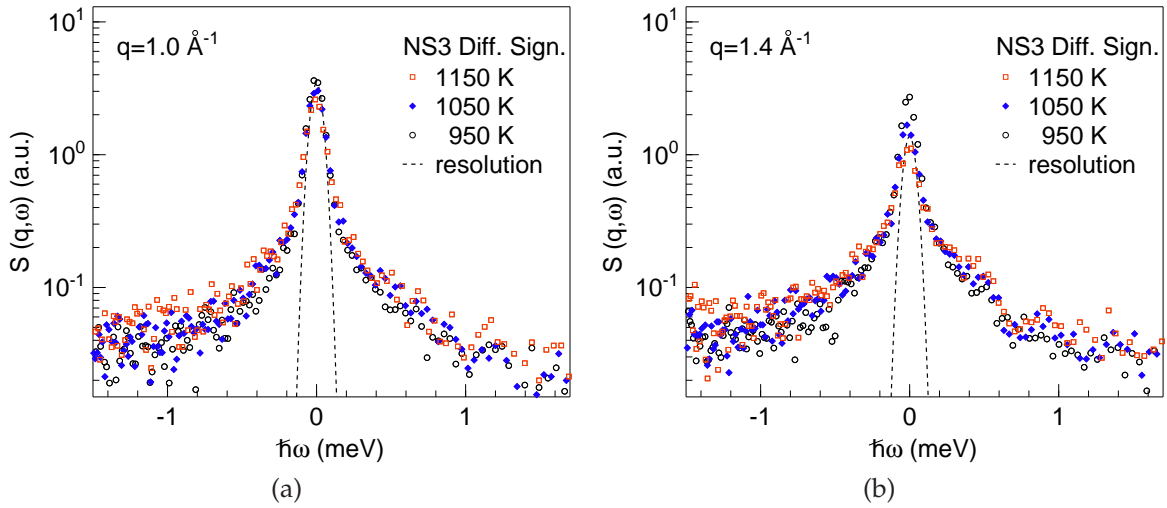 10¹
10⁰
10⁻¹
S (q,ω) (a.u.)
q=1.0 Å⁻¹
NS3 Diff. Sign.
1150 K
1050 K
950 K
resolution
-1 0 1
ħω (meV)
(a)
10¹
10⁰
10⁻¹
S (q,ω) (a.u.)
q=1.4 Å⁻¹
NS3 Diff. Sign.
1150 K
1050 K
950 K
resolution
-1 0 1
ħω (meV)
(b)